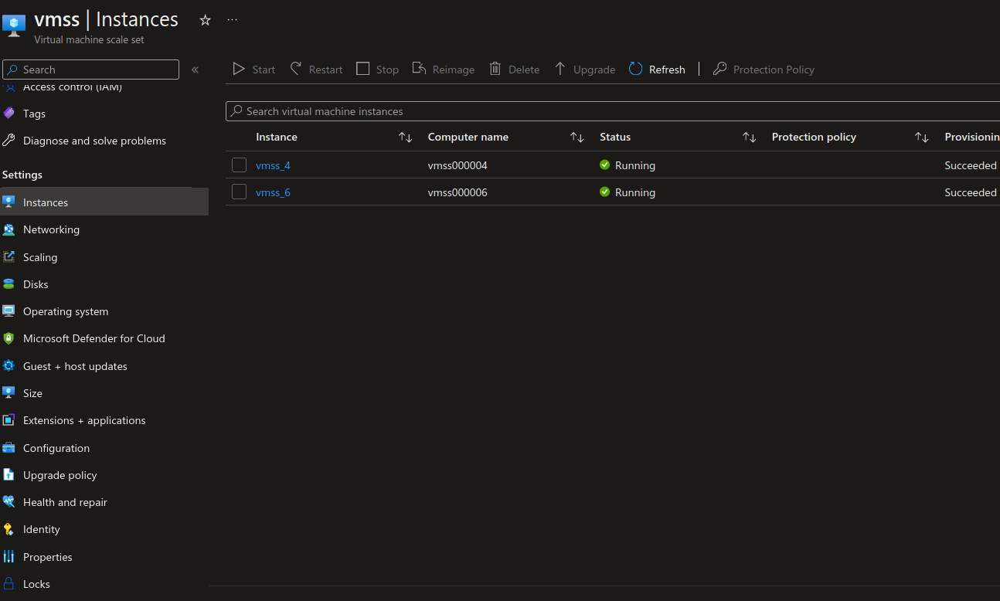 vmss | Instances
Virtual machine scale set
Search
Access control (IAM)
Tags
Diagnose and solve problems
Settings
Instances
Networking
Scaling
Disks
Operating system
Microsoft Defender for Cloud
Guest + host updates
Size
Extensions + applications
Configuration
Upgrade policy
Health and repair
Identity
Properties
Locks
Start Restart Stop Reimage Delete Upgrade Refresh Protection Policy
Search virtual machine instances
Instance Computer name Status Protection policy Provisionin
vmss_4 vmss000004 Running Succeeded
vmss_6 vmss000006 Running Succeeded